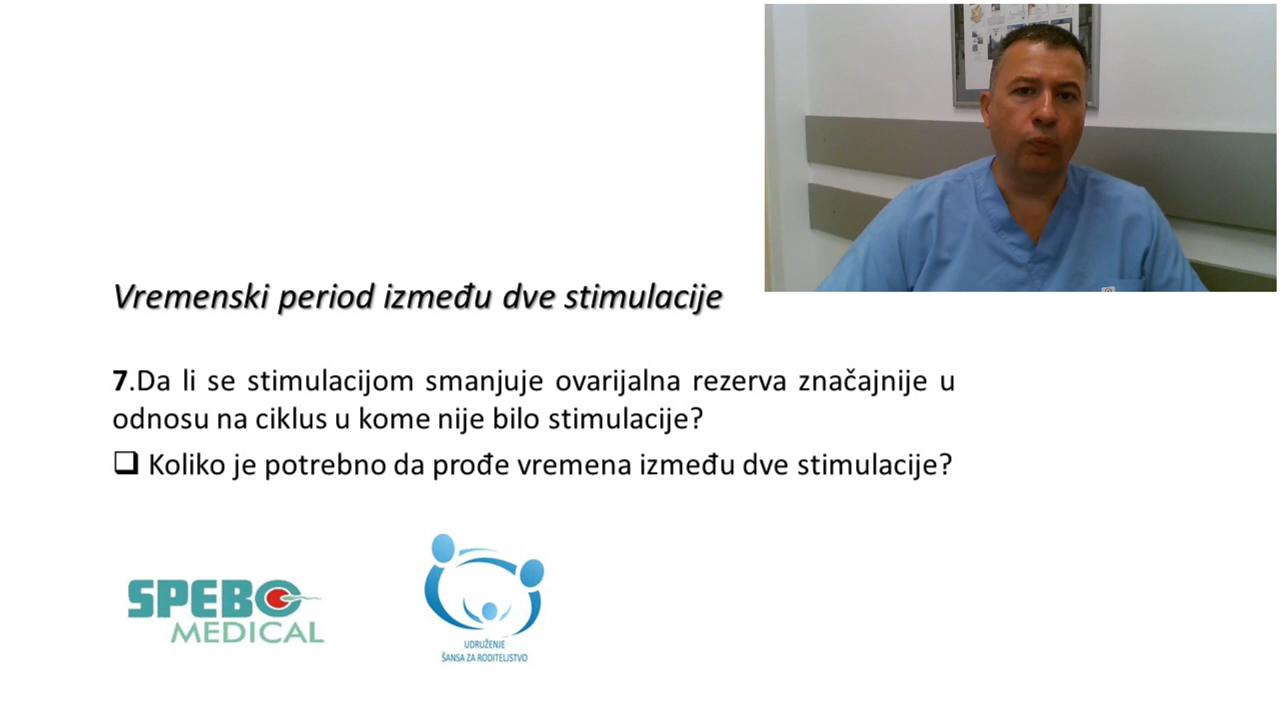 Vremenski period između dve stimulacije
7.Da li se stimulacijom smanjuje ovarijalna rezerva značajnije u
odnosu na ciklus u kome nije bilo stimulacije?
❑ Koliko je potrebno da prođe vremena između dve stimulacije?
SPEBO
MEDICAL
UDRUŽENJE
ŠANSA ZA RODITELJSTVO